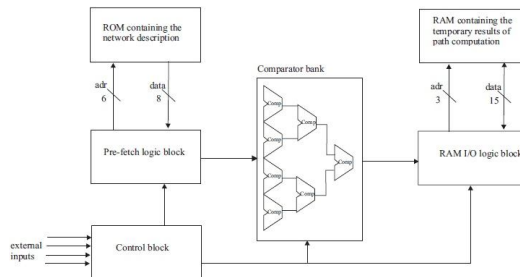 ROM containing the
network description
RAM containing the
temporary results of
path computation
adr
6
data
8
Comparator bank
adr
3
data
15
Comp
Comp
Comp
Comp
Comp
Comp
Comp
Pre-fetch logic block
RAM I/O logic block
external
inputs
Control block